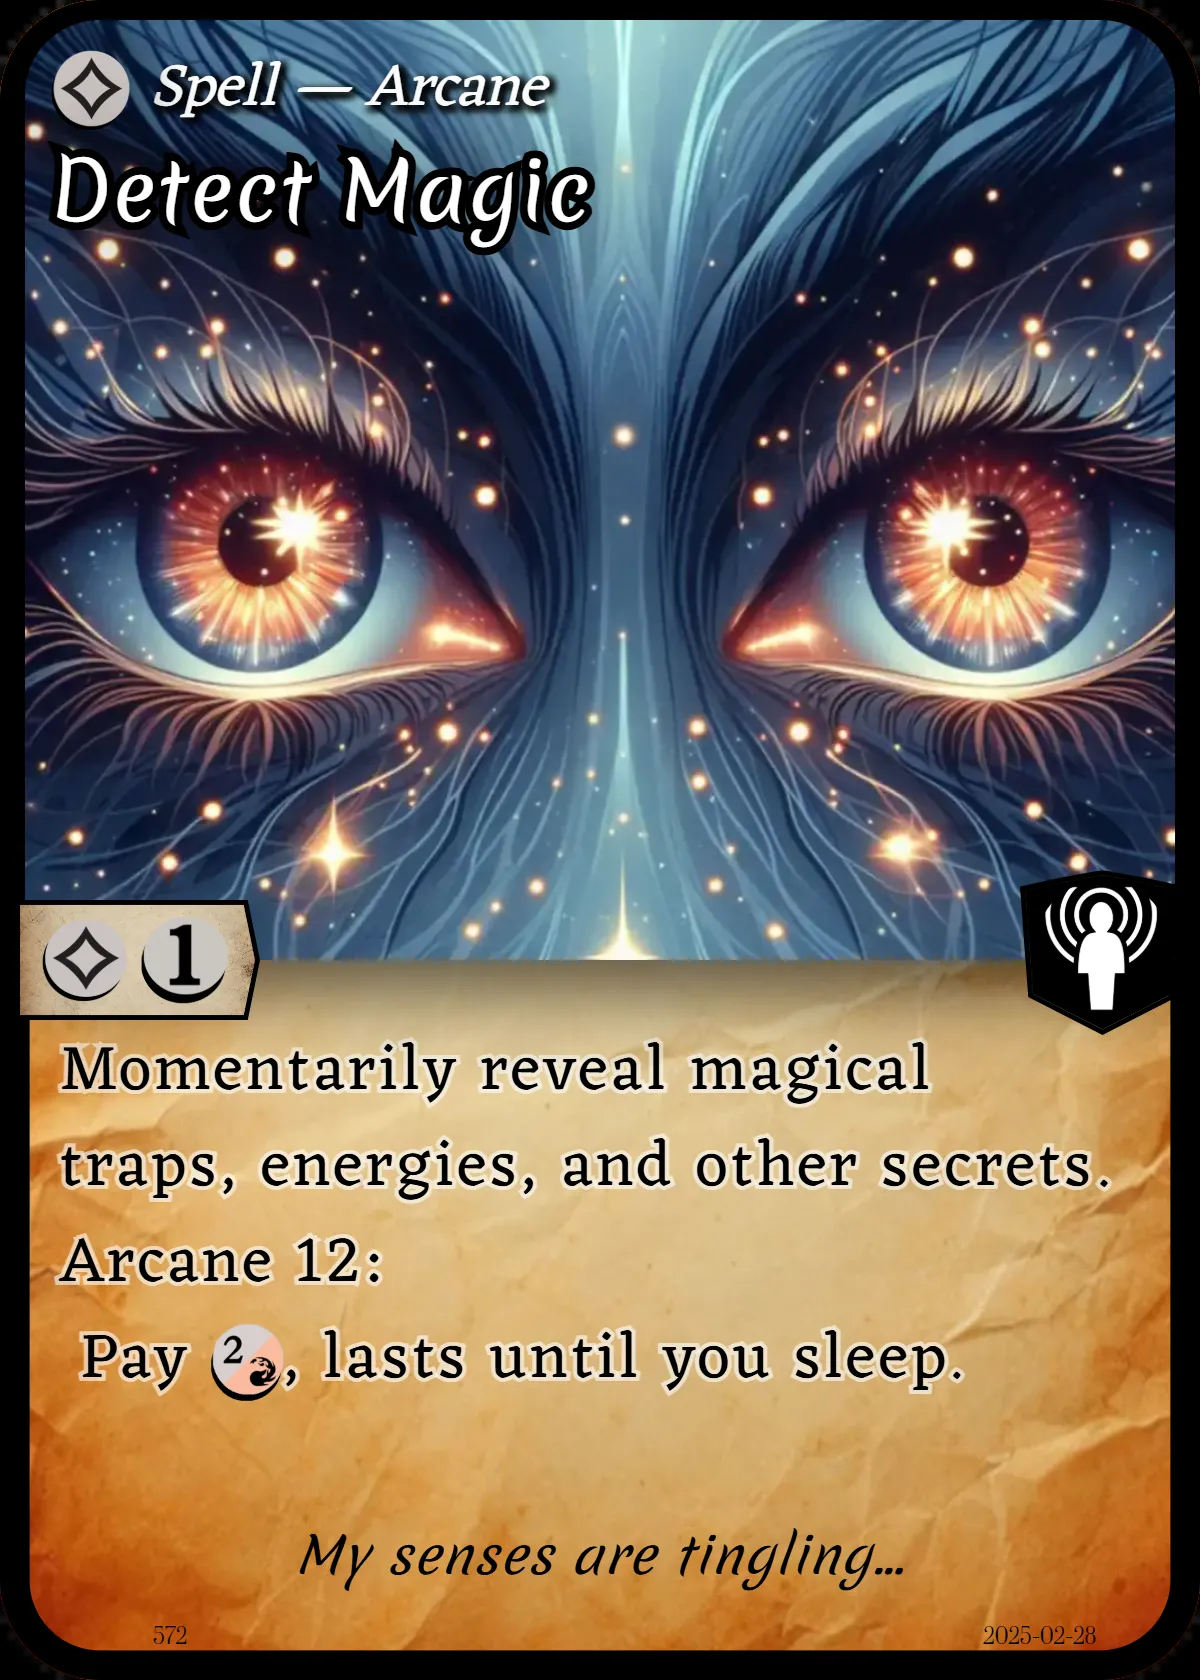 Spell — Arcane
Detect Magic
1
Momentarily reveal magical
traps, energies, and other secrets.
Arcane 12:
Pay 2, lasts until you sleep.
My senses are tingling...
572
2025-02-28